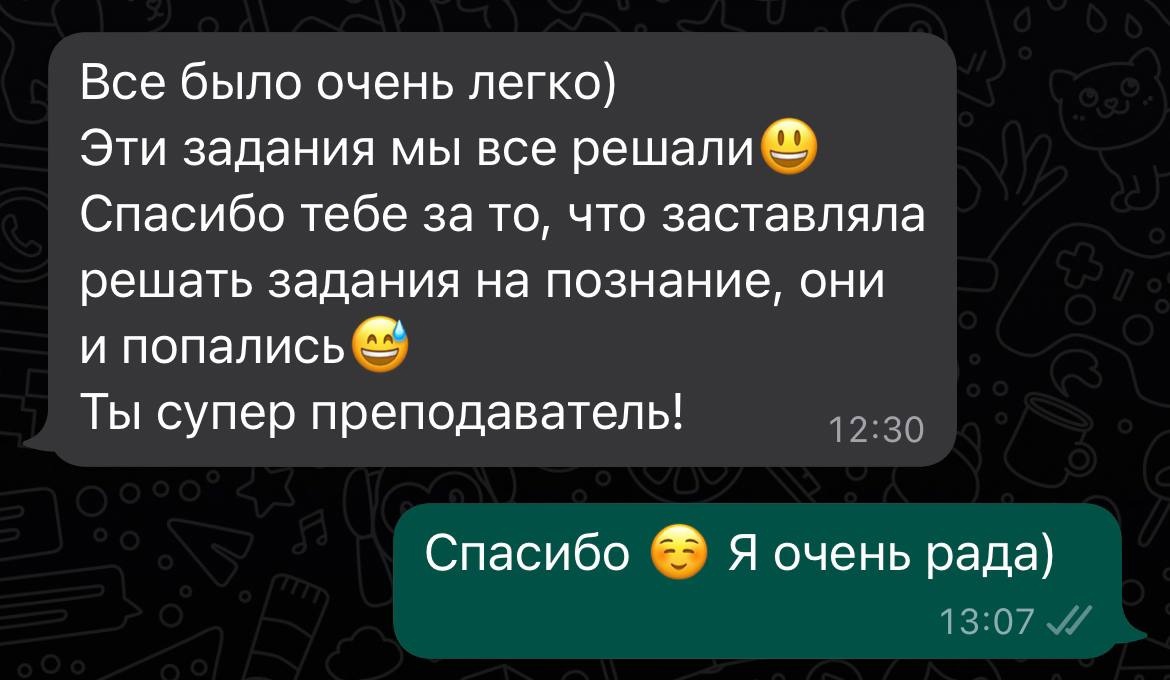 Все было очень легко)
Эти задания мы все решали😃
Спасибо тебе за то, что заставляла
решать задания на познание, они
и попались😅
Ты супер преподаватель!
12:30
Спасибо ☺️ Я очень рада)
13:07